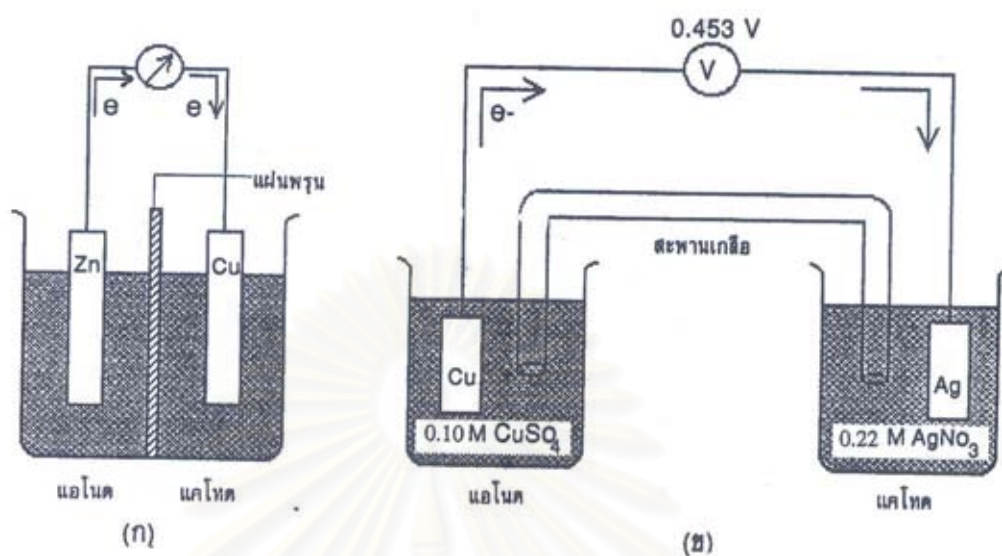 e
e
แผ่นพรุน
Zn
Cu
แอโนด
แคโทด
(ก)
0.453 V
V
e-
สะพานเกลือ
Cu
0.10 M CuSO4
Ag
0.22 M AgNo3
แอโนด
แคโทด
(ข)